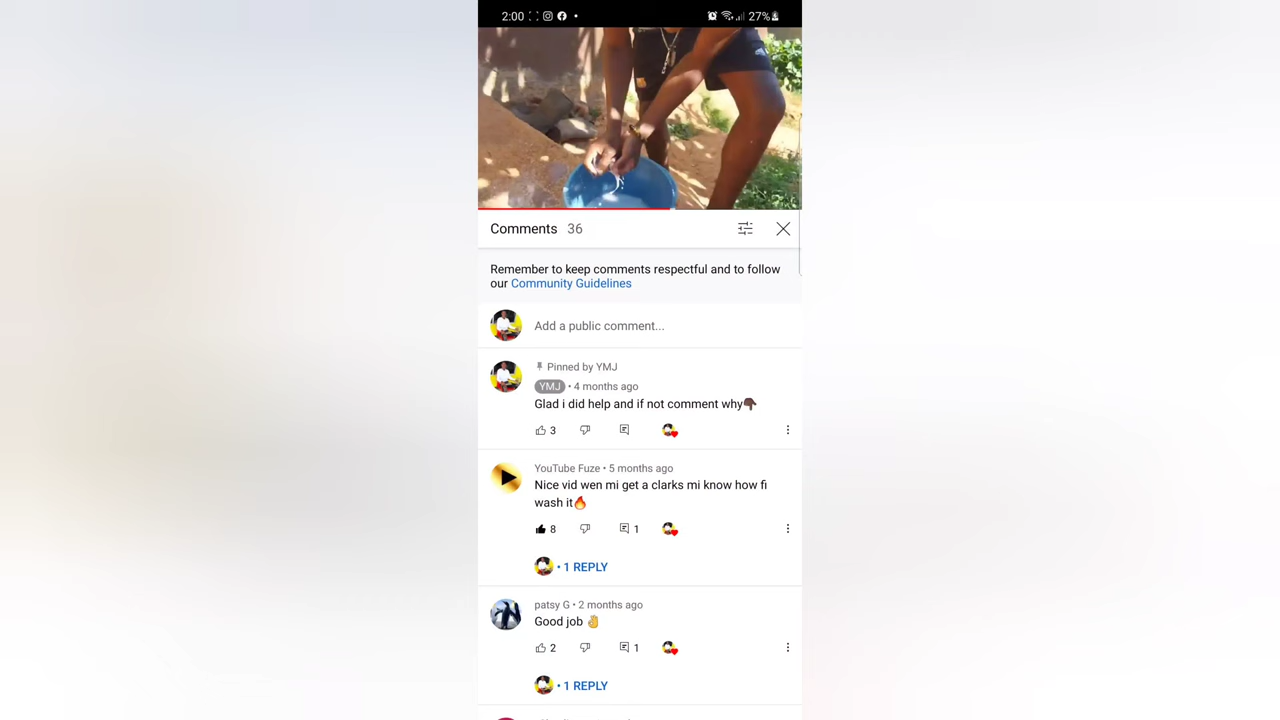 2:00
27%
Comments 36
Remember to keep comments respectful and to follow
our Community Guidelines
Add a public comment...
Pinned by YMJ
YMJ • 4 months ago
Glad i did help and if not comment why👇🏿
3
YouTube Fuze • 5 months ago
Nice vid wen mi get a clarks mi know how fi
wash it🔥
8 1
• 1 REPLY
patsy G • 2 months ago
Good job 👌
2 1
• 1 REPLY